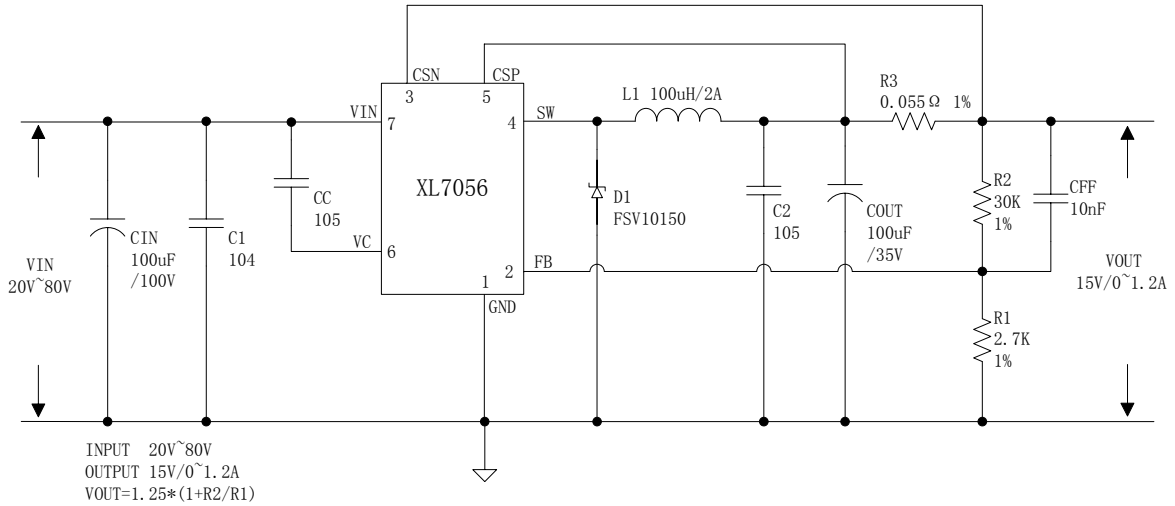 CSN
CSP
3
5
VIN
7
4
SW
XL7056
L1 100uH/2A
R3
0.055Ω 1%
CC
105
VC
6
1
2
FB
GND
VIN
20V~80V
CIN
100uF
/100V
C1
104
D1
FSV10150
C2
105
COUT
100uF
/35V
R2
30K
1%
CFF
10nF
R1
2.7K
1%
VOUT
15V/0~1.2A
INPUT 20V~80V
OUTPUT 15V/0~1.2A
VOUT=1.25*(1+R2/R1)